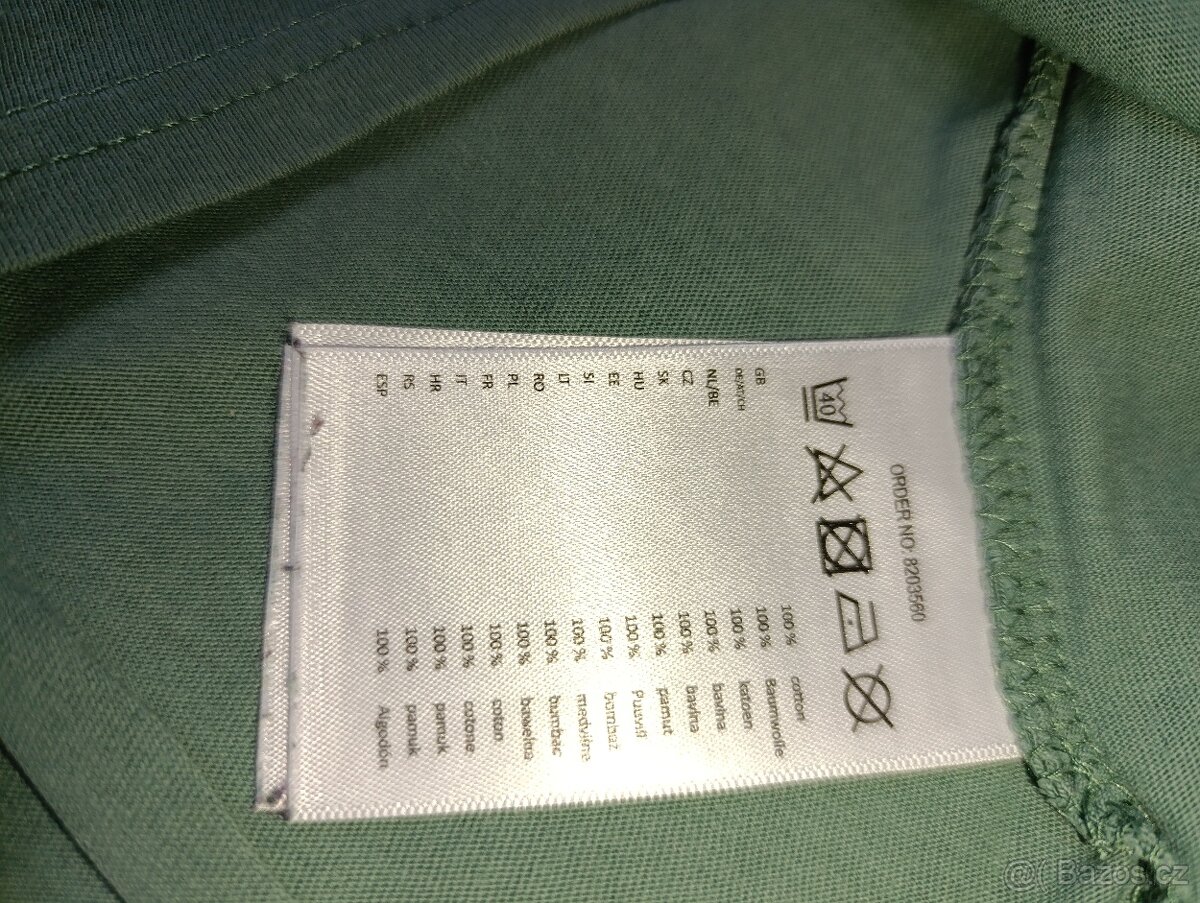 ORDER NO: 8203560
40
GB 100 % cotton
DE/AT/CH 100 % Baumwolle
NL/BE 100 % katoen
CZ 100 % bavlna
SK 100 % bavlna
HU 100 % pamut
EE 100 % Puuvill
SI 100 % bombaž
LT 100 % medvilnė
RO 100 % bumbac
PL 100 % bawełna
FR 100 % coton
IT 100 % cotone
HR 100 % pamuk
RS 100 % pamuk
ESP 100 % Algodón
@( Bazos.cz